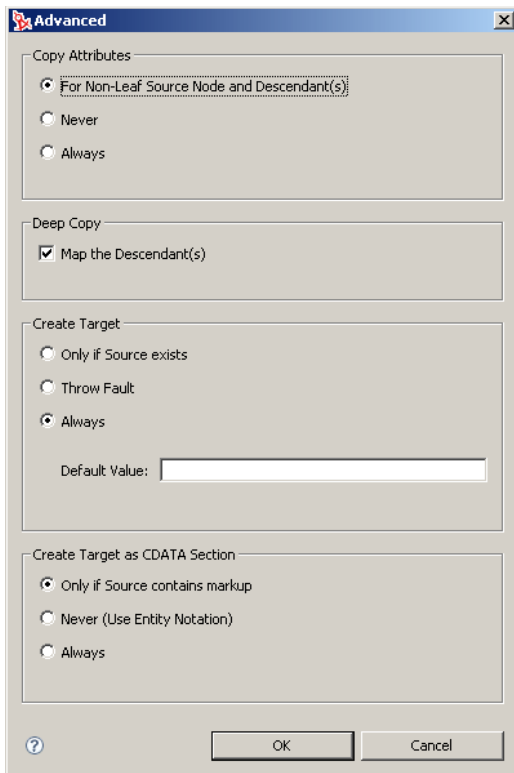 Advanced
Copy Attributes
For Non-Leaf Source Node and Descendant(s)
Never
Always
Deep Copy
Map the Descendant(s)
Create Target
Only if Source exists
Throw Fault
Always
Default Value:
Create Target as CDATA Section
Only if Source contains markup
Never (Use Entity Notation)
Always
? OK Cancel